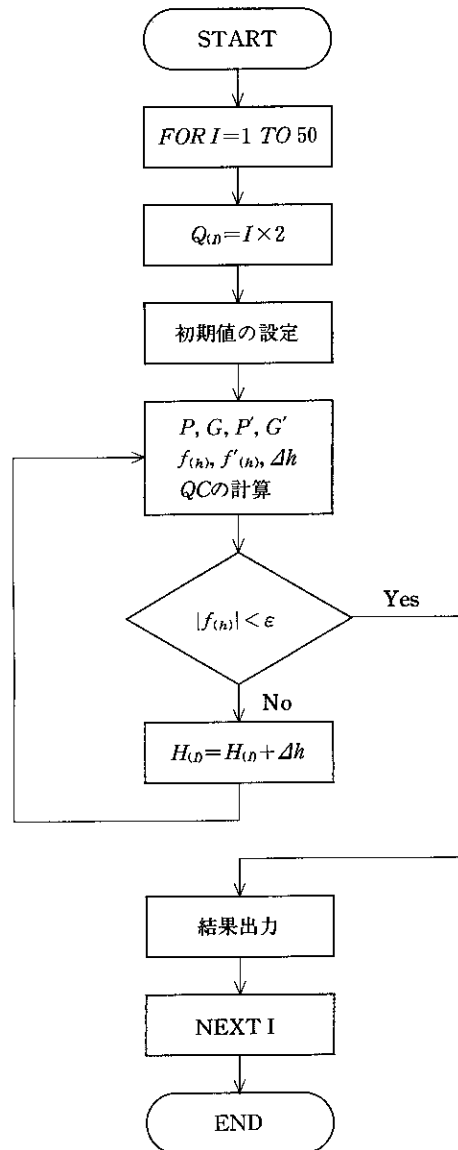 START
FOR I=1 TO 50
Q(I)=I×2
初期値の設定
P, G, P′, G′
f(h), f′(h), Δh
QCの計算
|f(h)|<ε
Yes
No
H(I)=H(I)+Δh
結果出力
NEXT I
END